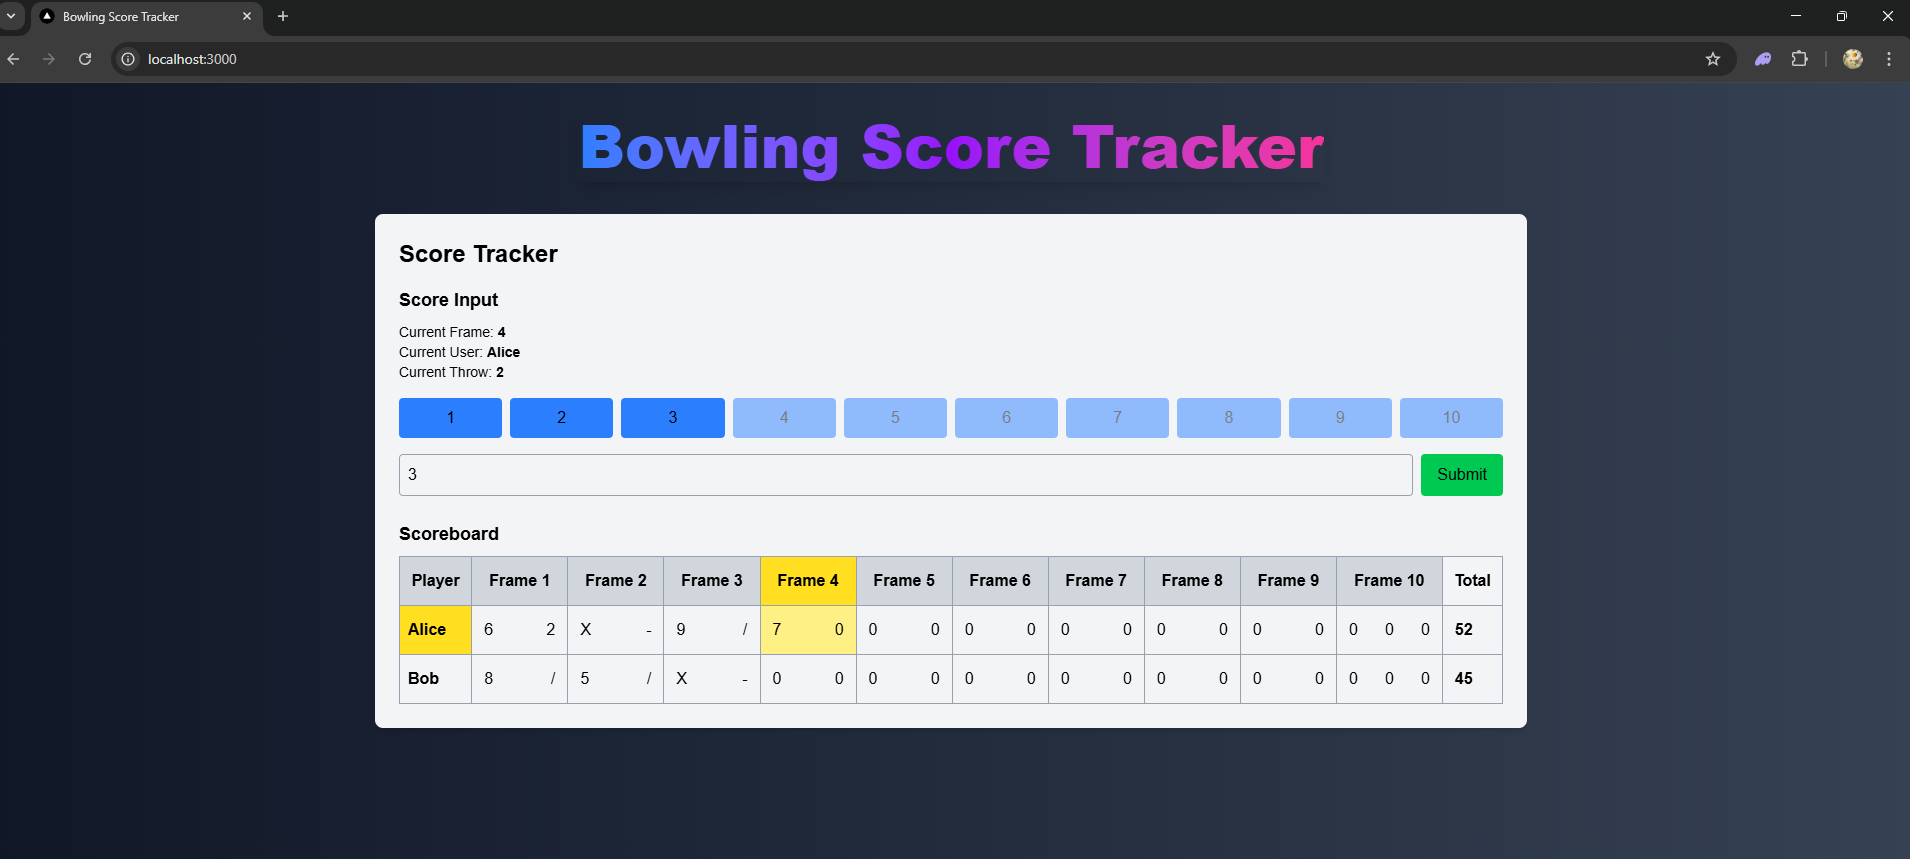 Bowling Score Tracker
localhost:3000
Bowling Score Tracker
Score Tracker
Score Input
Current Frame: 4
Current User: Alice
Current Throw: 2
1 2 3 4 5 6 7 8 9 10
3 Submit
Scoreboard
Player Frame 1 Frame 2 Frame 3 Frame 4 Frame 5 Frame 6 Frame 7 Frame 8 Frame 9 Frame 10 Total
Alice 6 2 X - 9 / 7 0 0 0 0 0 0 0 0 0 0 0 0 0 0 52
Bob 8 / 5 / X - 0 0 0 0 0 0 0 0 0 0 0 0 0 0 0 45